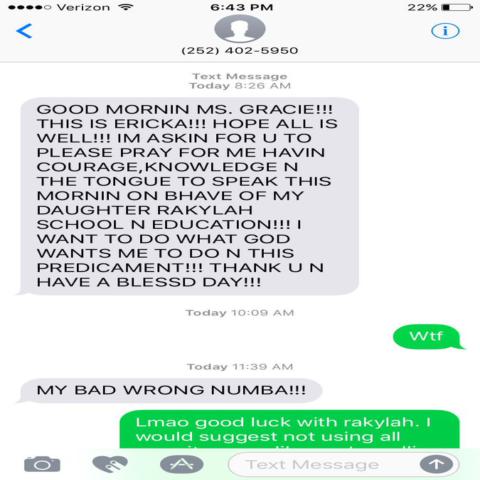 Verizon 6:43 PM 22%
(252) 402-5950
Text Message
Today 8:26 AM
GOOD MORNIN MS. GRACIE!!!
THIS IS ERICKA!!! HOPE ALL IS
WELL!!! IM ASKIN FOR U TO
PLEASE PRAY FOR ME HAVIN
COURAGE,KNOWLEDGE N
THE TONGUE TO SPEAK THIS
MORNIN ON BHAVE OF MY
DAUGHTER RAKYLAH
SCHOOL N EDUCATION!!! I
WANT TO DO WHAT GOD
WANTS ME TO DO N THIS
PREDICAMENT!!! THANK U N
HAVE A BLESSD DAY!!!
Today 10:09 AM
Wtf
Today 11:39 AM
MY BAD WRONG NUMBA!!!
Lmao good luck with rakylah. I
would suggest not using all
Text Message